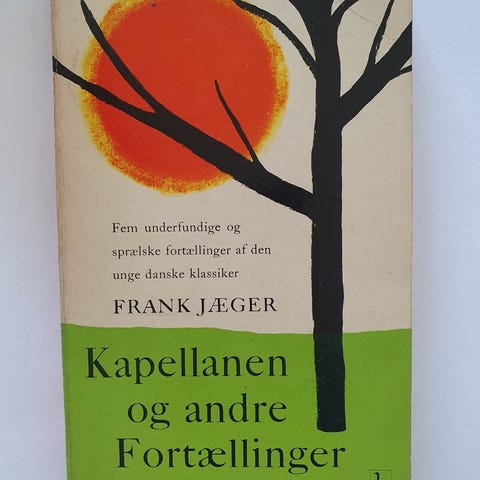 Fem underfundige og
sprælske fortællinger af den
unge danske klassiker
FRANK JÆGER
Kapellanen
og andre
Fortællinger